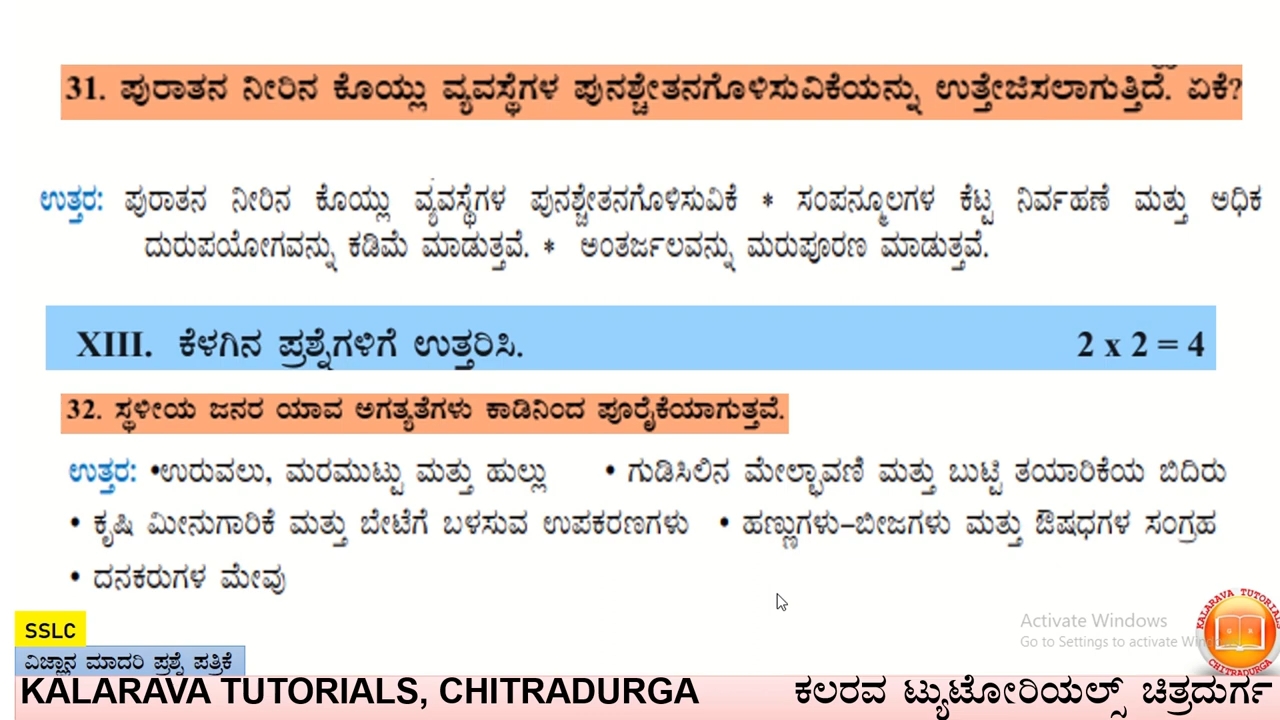 31. ಪುರಾತನ ನೀರಿನ ಕೊಯ್ಲು ವ್ಯವಸ್ಥೆಗಳ ಪುನಶ್ಚೇತನಗೊಳಿಸುವಿಕೆಯನ್ನು ಉತ್ತೇಜಿಸಲಾಗುತ್ತಿದೆ. ಏಕೆ?
ಉತ್ತರ: ಪುರಾತನ ನೀರಿನ ಕೊಯ್ಲು ವ್ಯವಸ್ಥೆಗಳ ಪುನಶ್ಚೇತನಗೊಳಿಸುವಿಕೆ * ಸಂಪನ್ಮೂಲಗಳ ಕೆಟ್ಟ ನಿರ್ವಹಣೆ ಮತ್ತು ಅಧಿಕ
ದುರುಪಯೋಗವನ್ನು ಕಡಿಮೆ ಮಾಡುತ್ತವೆ. * ಅಂತರ್ಜಲವನ್ನು ಮರುಪೂರಣ ಮಾಡುತ್ತವೆ.
XIII. ಕೆಳಗಿನ ಪ್ರಶ್ನೆಗಳಿಗೆ ಉತ್ತರಿಸಿ. 2 x 2 = 4
32. ಸ್ಥಳೀಯ ಜನರ ಯಾವ ಅಗತ್ಯತೆಗಳು ಕಾಡಿನಿಂದ ಪೂರೈಕೆಯಾಗುತ್ತವೆ.
ಉತ್ತರ: •ಉರುವಲು, ಮರಮುಟ್ಟು ಮತ್ತು ಹುಲ್ಲು • ಗುಡಿಸಿಲಿನ ಮೇಲ್ಛಾವಣಿ ಮತ್ತು ಬುಟ್ಟಿ ತಯಾರಿಕೆಯ ಬಿದಿರು
• ಕೃಷಿ ಮೀನುಗಾರಿಕೆ ಮತ್ತು ಬೇಟೆಗೆ ಬಳಸುವ ಉಪಕರಣಗಳು • ಹಣ್ಣುಗಳು–ಬೀಜಗಳು ಮತ್ತು ಔಷಧಗಳ ಸಂಗ್ರಹ
• ದನಕರುಗಳ ಮೇವು
Activate Windows
Go to Settings to activate
SSLC
ವಿಜ್ಞಾನ ಮಾದರಿ ಪ್ರಶ್ನೆ ಪತ್ರಿಕೆ
KALARAVA TUTORIALS
CHITRADURGA
KALARAVA TUTORIALS, CHITRADURGA ಕಲರವ ಟ್ಯುಟೋರಿಯಲ್ಸ್ ಚಿತ್ರದುರ್ಗ